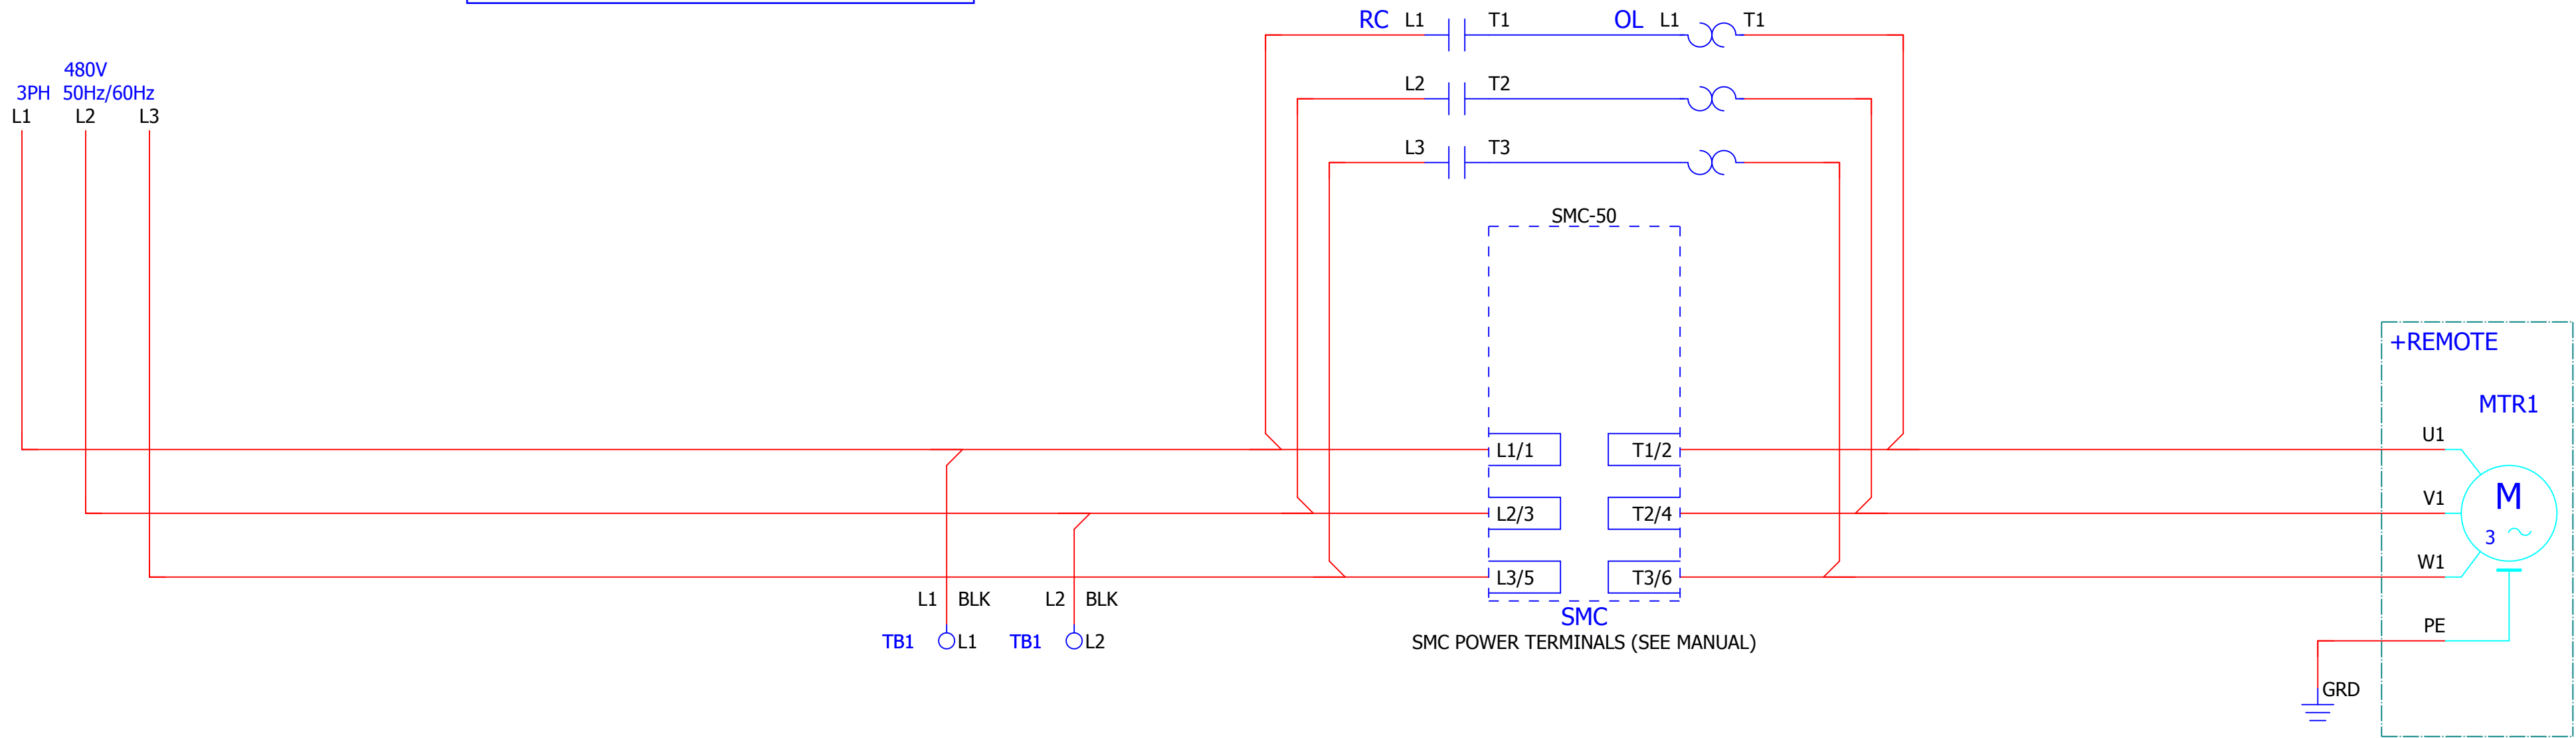 RC L1 T1 OL L1 T1
480V
3PH 50Hz/60Hz
L1 L2 L3
L2 T2
L3 T3
SMC-50
+REMOTE
MTR1
U1
L1/1 T1/2
M
V1
L2/3 T2/4
3
W1
L3/5 T3/6
L1 BLK L2 BLK
SMC
PE
TB1 L1 TB1 L2
SMC POWER TERMINALS (SEE MANUAL)
GRD